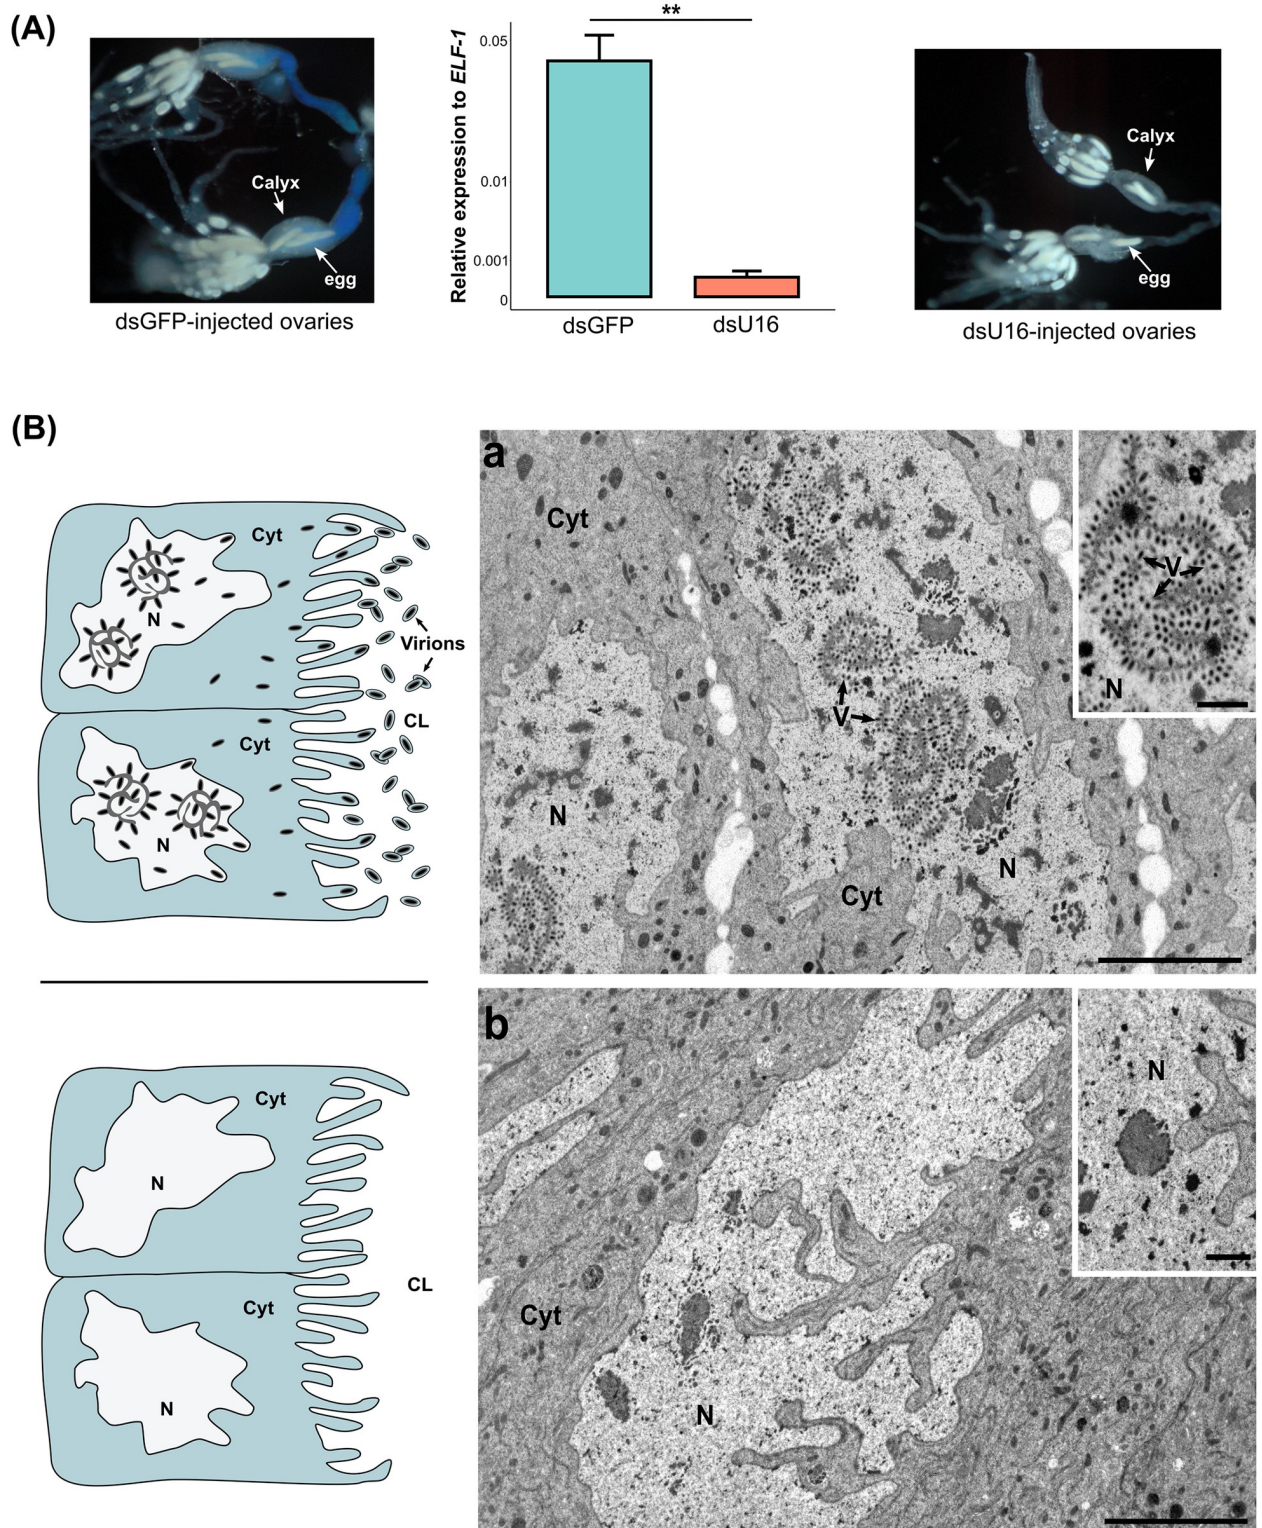 (A)
Calyx
egg
dsGFP-injected ovaries
Relative expression to ELF-1
**
0.05
0.01
0.001
0
dsGFP
dsU16
Calyx
egg
dsU16-injected ovaries
(B)
Cyt
N
Virions
CL
Cyt
N
a
Cyt
V
N
Cyt
N
V
N
Cyt
N
CL
Cyt
N
b
Cyt
N
N